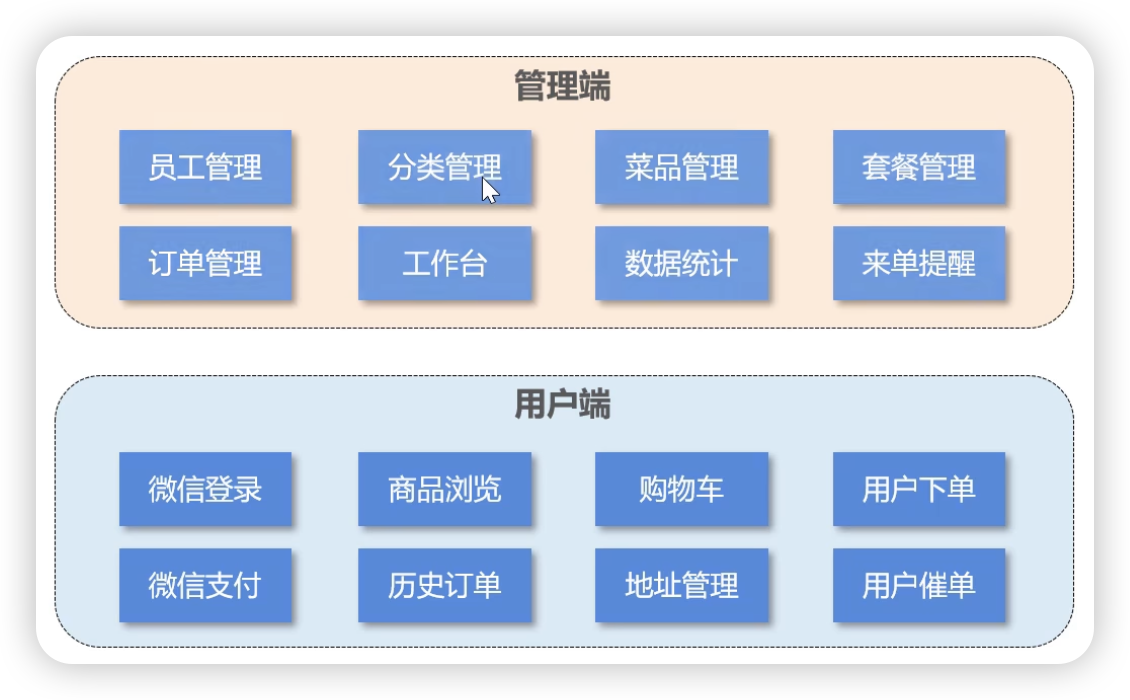 管理端
员工管理 分类管理 菜品管理 套餐管理
订单管理 工作台 数据统计 来单提醒
用户端
微信登录 商品浏览 购物车 用户下单
微信支付 历史订单 地址管理 用户催单